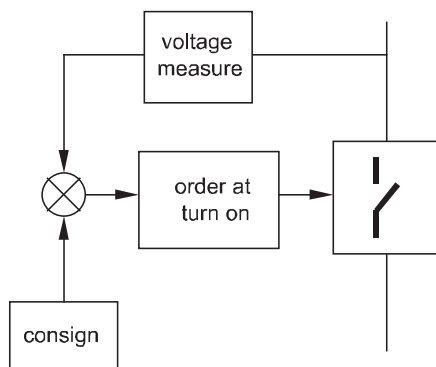 voltage
measure
order at
turn on
consign